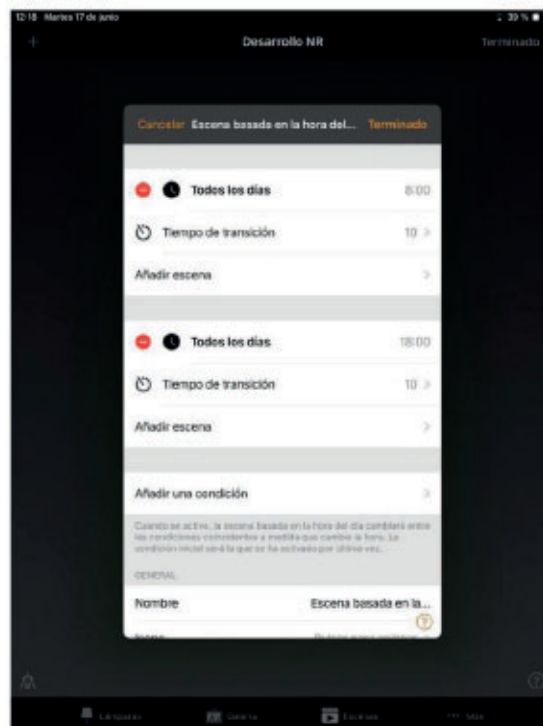 12:18 Martes 17 de junio 39 %
+ Desarrollo NR Terminado
Cancelar Escena basada en la hora del... Terminado
Todos los días 8:00
Tiempo de transición 10 >
Añadir escena >
Todos los días 18:00
Tiempo de transición 10 >
Añadir escena >
Añadir una condición >
Cuando se active, la escena basada en la hora del día cambiará entre
las condiciones coincidentes a medida que cambie la hora. La
condición inicial será la que se ha activado por última vez.
GENERAL
Nombre Escena basada en la...
?
Lámparas Galería Escenas Más